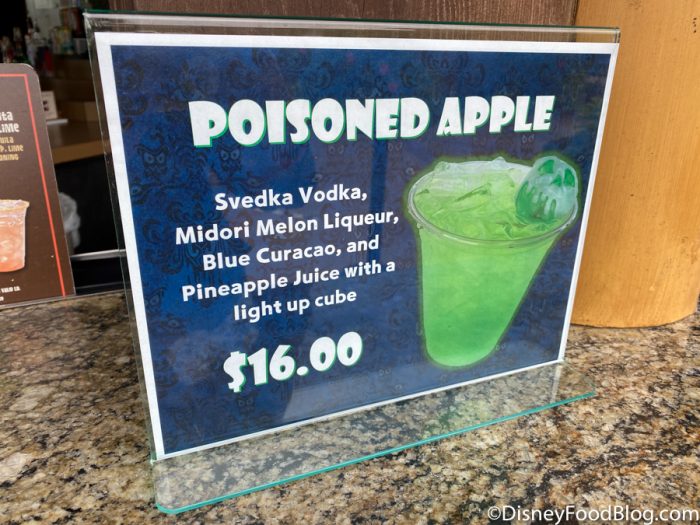 POISONED APPLE
Svedka Vodka,
Midori Melon Liqueur,
Blue Curacao, and
Pineapple Juice with a
light up cube
$16.00
LIME
©DisneyFoodBlog.com